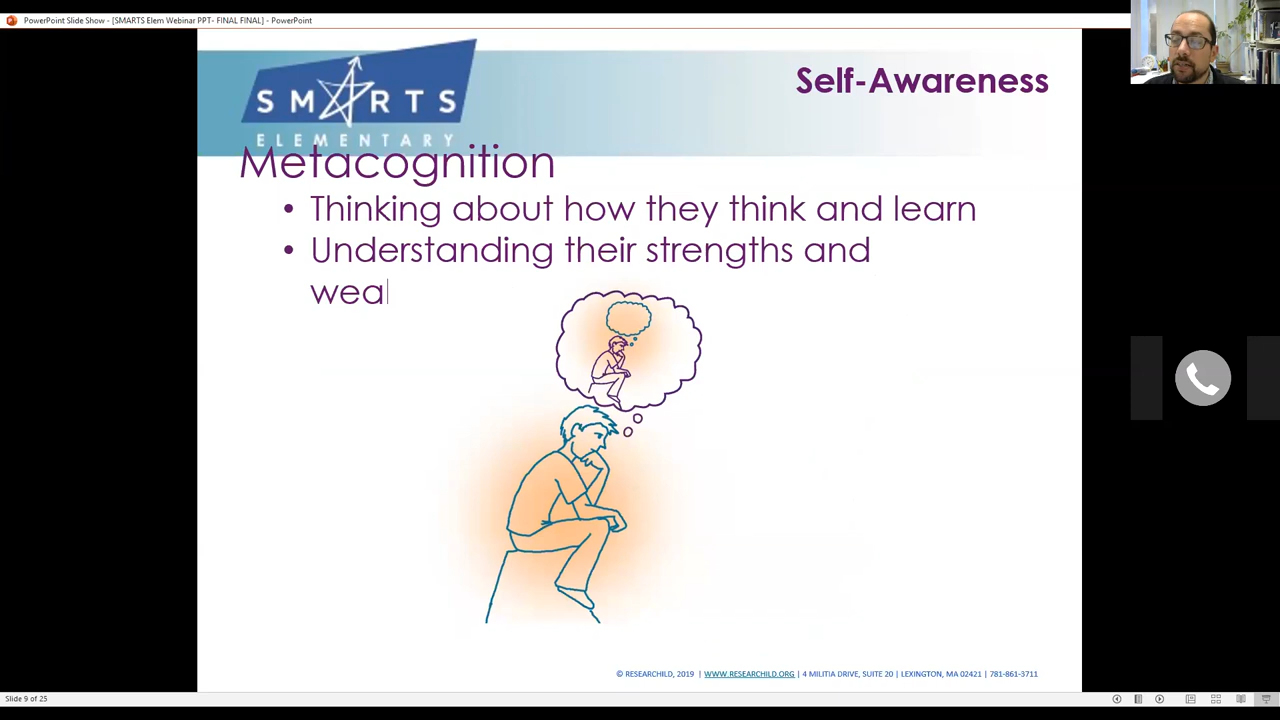 PowerPoint Slide Show - [SMARTS Elem Webinar PPT- FINAL FINAL] - PowerPoint
SMARTS
ELEMENTARY
Self-Awareness
Metacognition
• Thinking about how they think and learn
• Understanding their strengths and
wea
© RESEARCHILD, 2019 | WWW.RESEARCHILD.ORG | 4 MILITIA DRIVE, SUITE 20 | LEXINGTON, MA 02421 | 781-861-3711
Slide 9 of 25